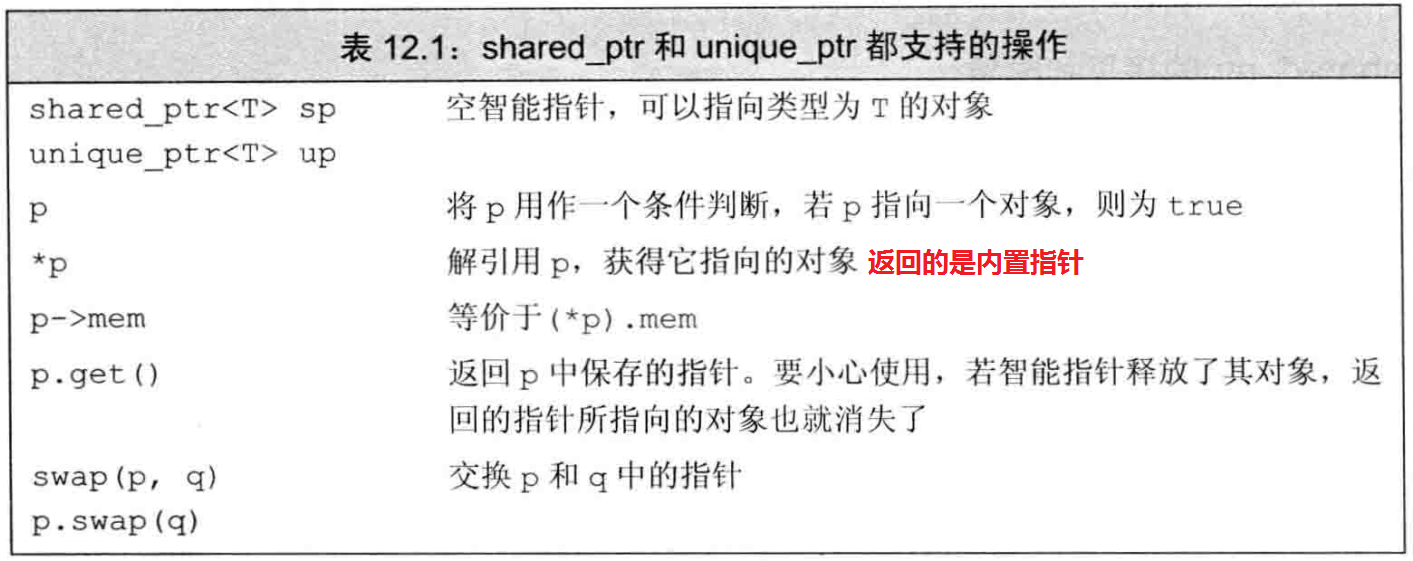 表 12.1：shared_ptr 和 unique_ptr 都支持的操作
shared_ptr<T> sp 空智能指针，可以指向类型为 T 的对象
unique_ptr<T> up
p 将 p 用作一个条件判断，若 p 指向一个对象，则为 true
*p 解引用 p，获得它指向的对象 返回的是内置指针
p->mem 等价于(*p).mem
p.get() 返回 p 中保存的指针。要小心使用，若智能指针释放了其对象，返
回的指针所指向的对象也就消失了
swap(p, q) 交换 p 和 q 中的指针
p.swap(q)